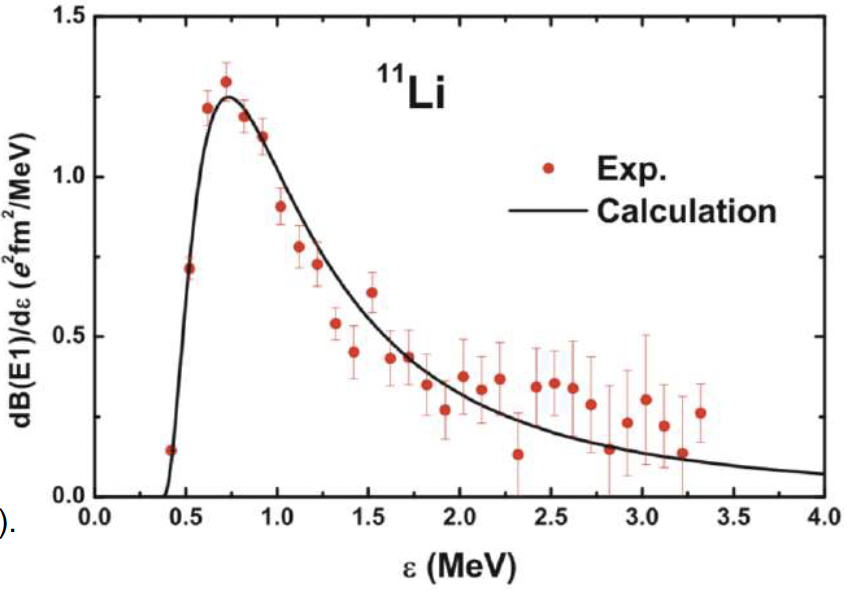 1.5
¹¹Li
dB(E1)/dε (e²fm²/MeV)
1.0
Exp.
Calculation
0.5
0.0
).
0.0 0.5 1.0 1.5 2.0 2.5 3.0 3.5 4.0
ε (MeV)